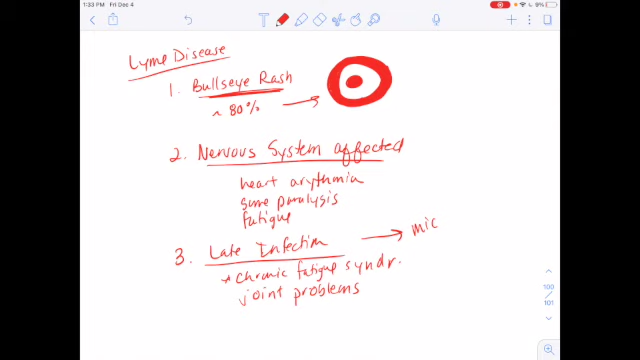 1:33 PM Fri Dec 4
9%
Lyme Disease
1. Bullseye Rash
~ 80%
2. Nervous System affected
heart arythmia
some paralysis
fatigue
3. Late Infection → mic
* chronic fatigue syndr.
joint problems
100
/
101